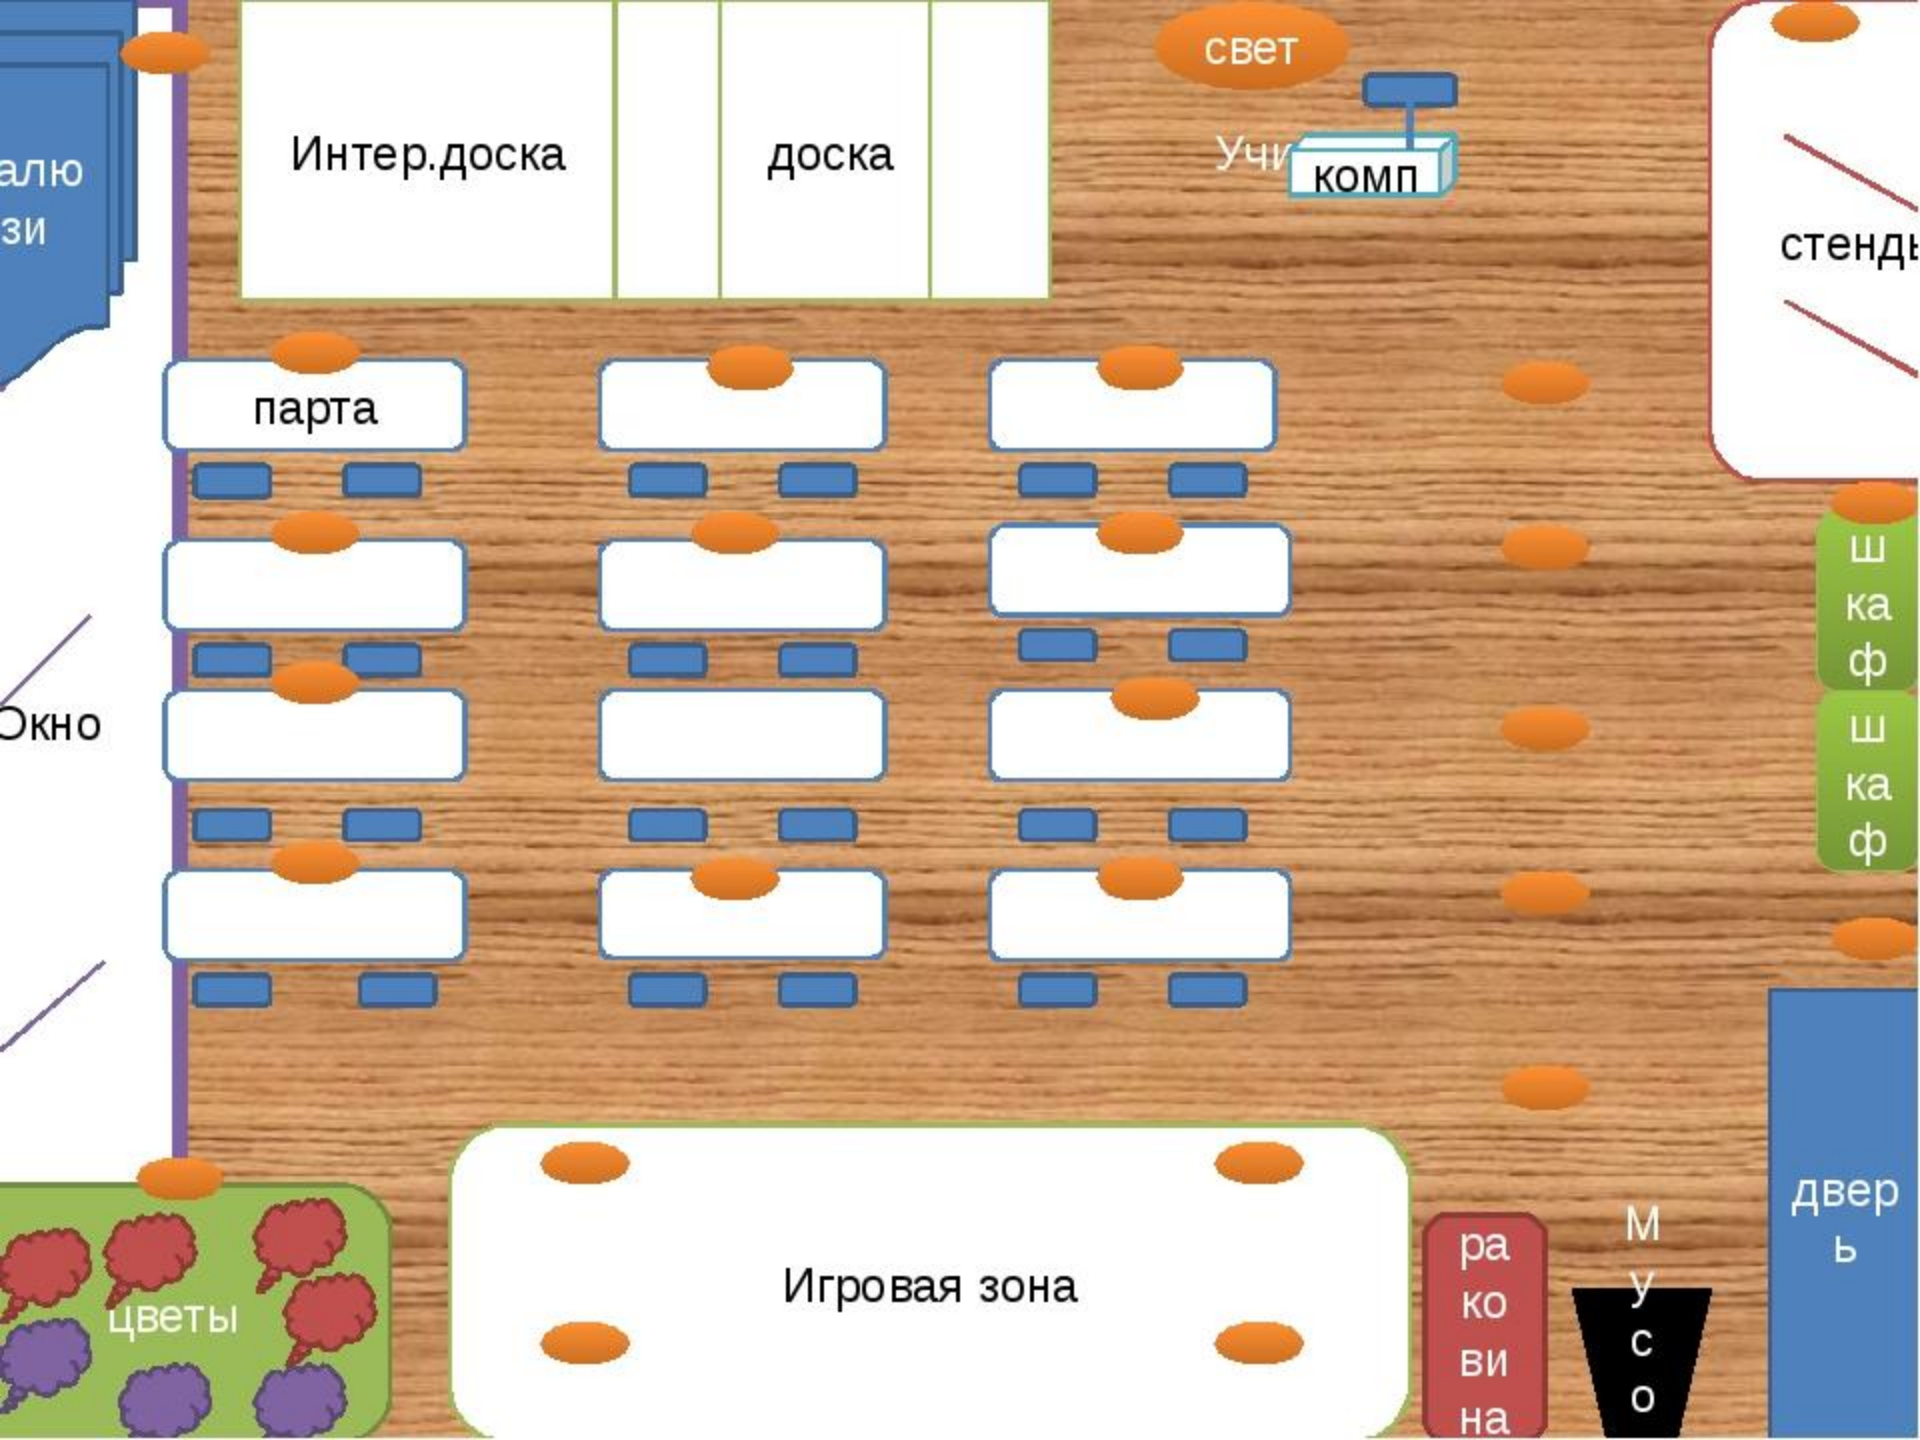 свет
Интер.доска
доска
Учи
комп
алю
зи
стенды
парта
ш
ка
ф
Окно
ш
ка
ф
двер
ь
Игровая зона
цветы
ра
ко
ви
на
М
у
с
о